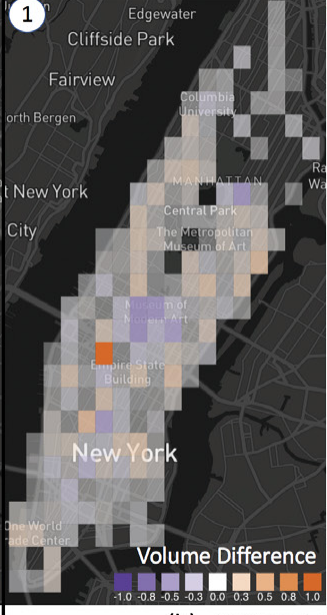 1
Edgewater
Cliffside Park
Fairview
Columbia
University
orth Bergen
Ra
Wa
MANHATTAN
t New York
Central Park
City
The Metropolitan
Museum of Art
Museum of
Modern Art
Empire State
Building
New York
One World
rade Center
Volume Difference
-1.0 -0.8 -0.5 -0.3 0.0 0.3 0.5 0.8 1.0